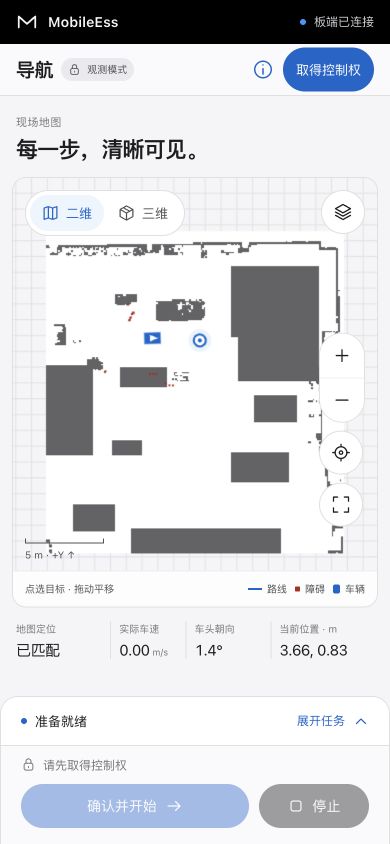 MobileEss
板端已连接
导航
观测模式
取得控制权
现场地图
每一步，清晰可见。
二维
三维
5 m · +Y ↑
点选目标 · 拖动平移
路线
障碍
车辆
地图定位
实际车速
车头朝向
当前位置 · m
已匹配
0.00 m/s
1.4°
3.66, 0.83
准备就绪
展开任务
请先取得控制权
确认并开始
停止